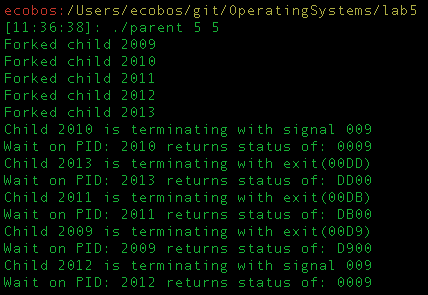 ecobos:/Users/ecobos/git/OperatingSystems/lab5
[11:36:38]: ./parent 5 5
Forked child 2009
Forked child 2010
Forked child 2011
Forked child 2012
Forked child 2013
Child 2010 is terminating with signal 009
Wait on PID: 2010 returns status of: 0009
Child 2013 is terminating with exit(00DD)
Wait on PID: 2013 returns status of: DD00
Child 2011 is terminating with exit(00DB)
Wait on PID: 2011 returns status of: DB00
Child 2009 is terminating with exit(00D9)
Wait on PID: 2009 returns status of: D900
Child 2012 is terminating with signal 009
Wait on PID: 2012 returns status of: 0009